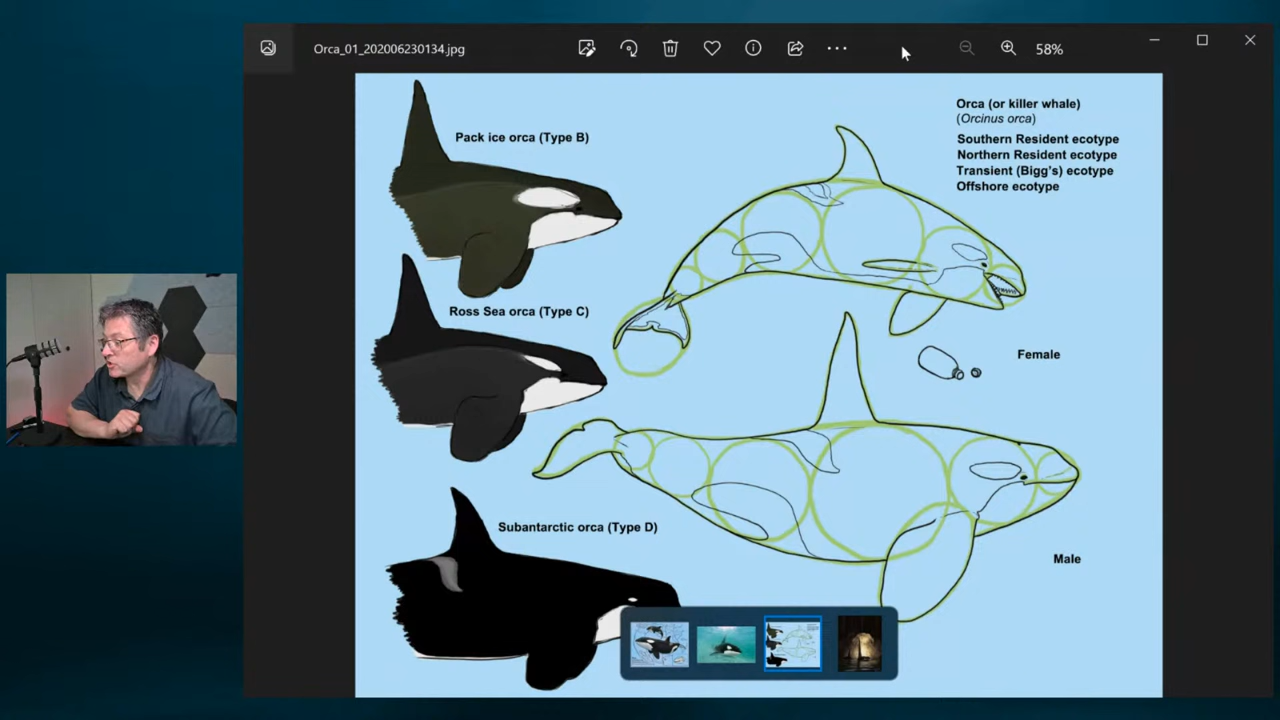 Orca_01_202006230134.jpg
58%
Pack ice orca (Type B)
Orca (or killer whale)
(Orcinus orca)
Southern Resident ecotype
Northern Resident ecotype
Transient (Bigg's) ecotype
Offshore ecotype
Ross Sea orca (Type C)
Female
Subantarctic orca (Type D)
Male